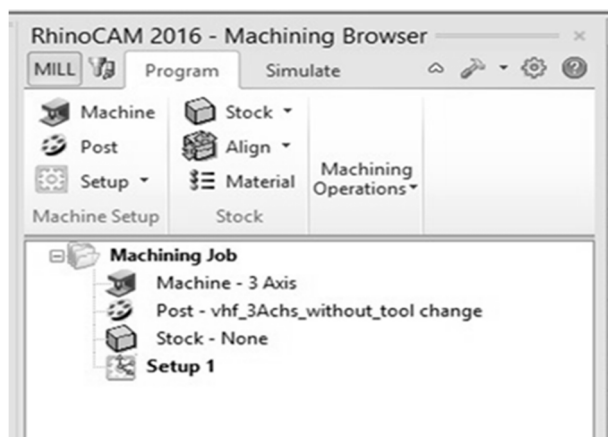 RhinoCAM 2016 - Machining Browser
MILL Program Simulate
Machine
Post
Setup
Machine Setup
Stock
Align
Material
Stock
Machining
Operations
Machining Job
Machine - 3 Axis
Post - vhf_3Achs_without_tool change
Stock - None
Setup 1